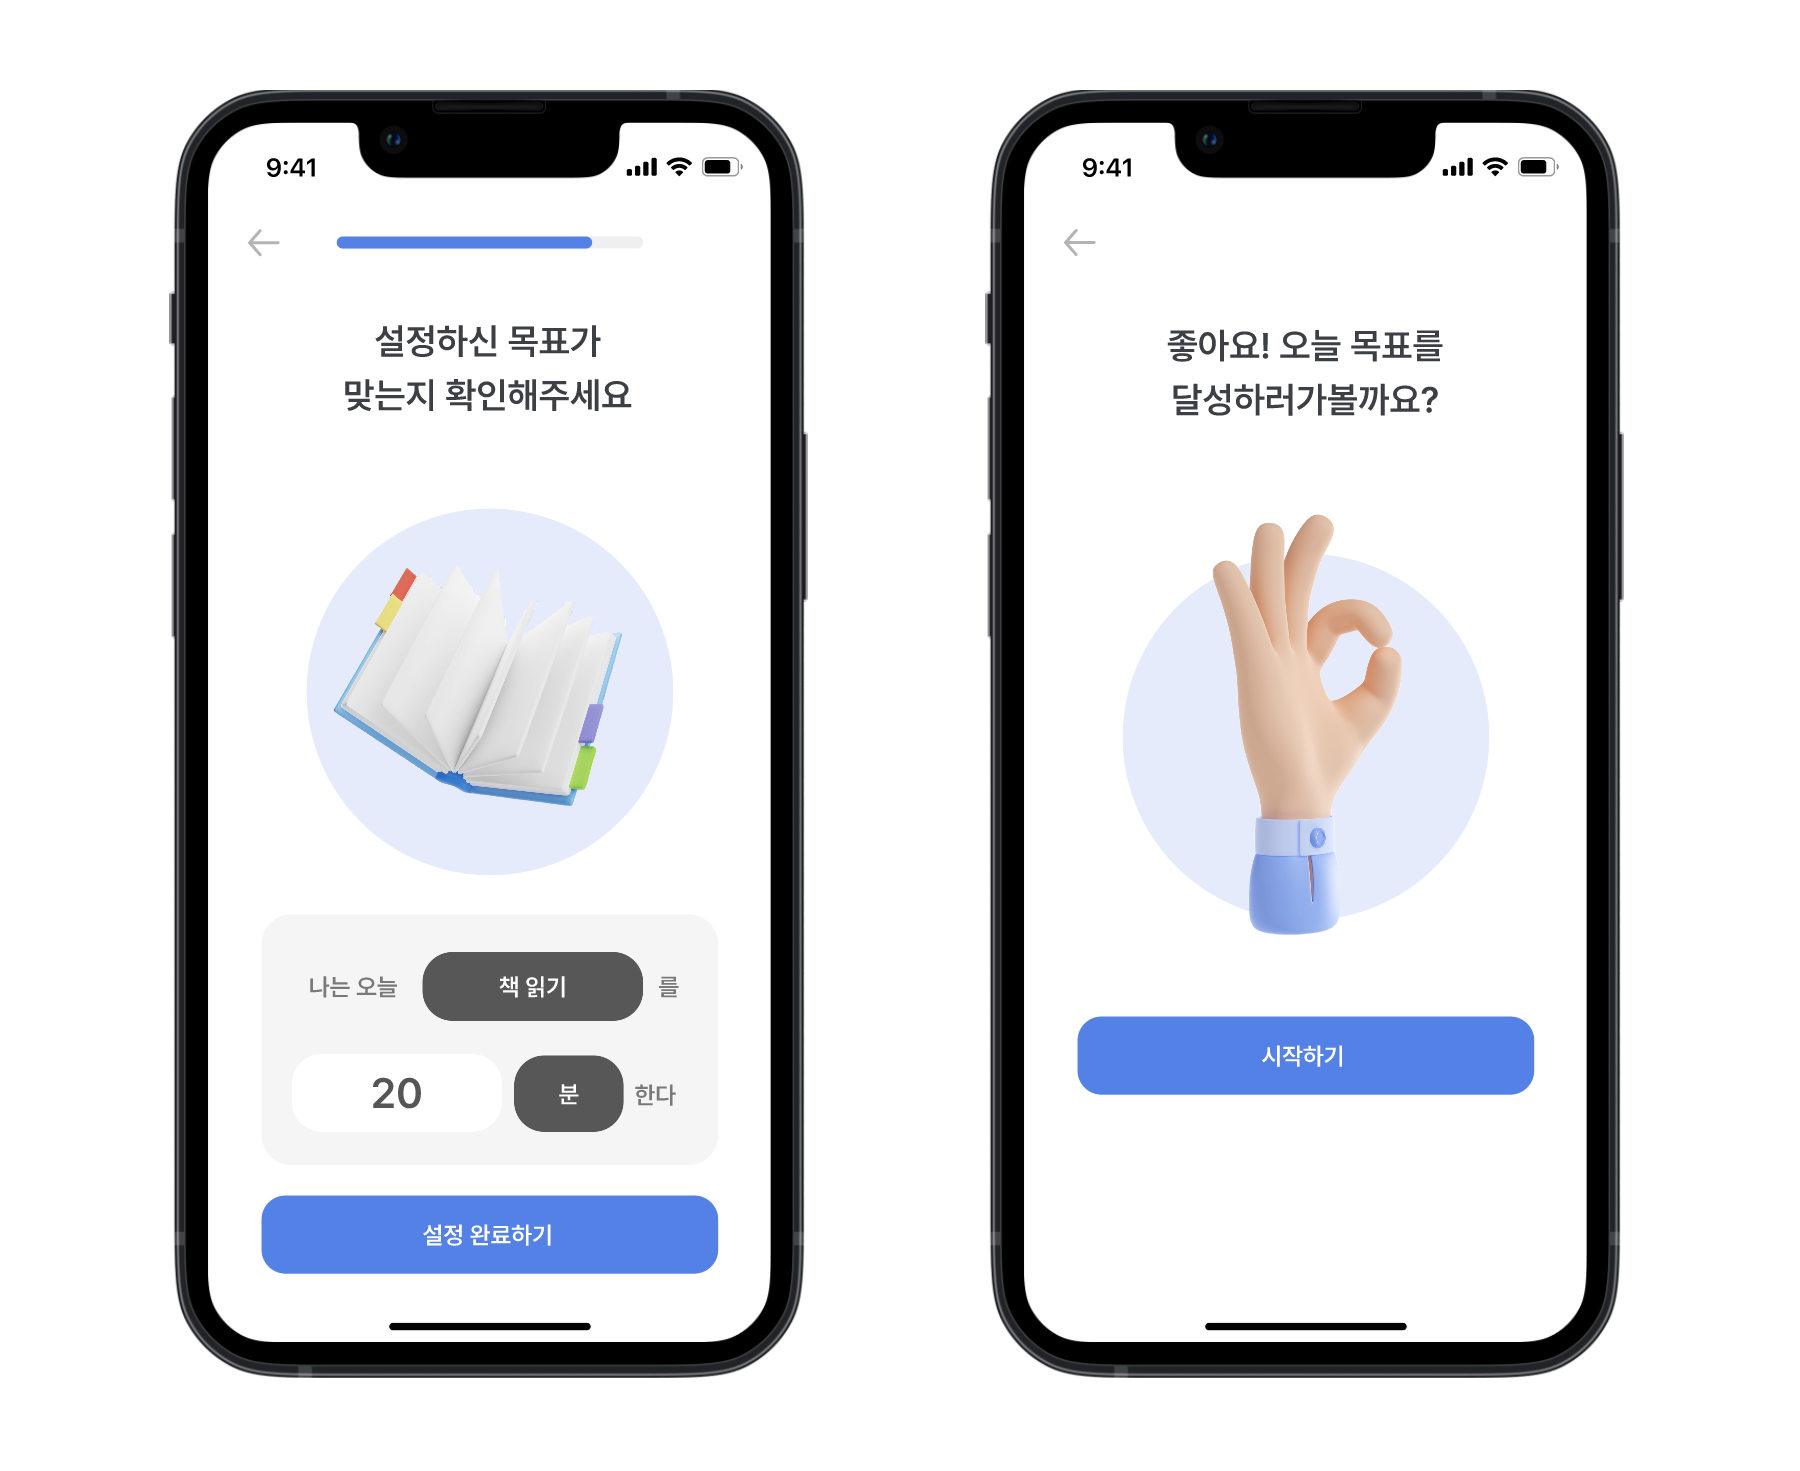 9:41
설정하신 목표가
맞는지 확인해주세요
나는 오늘 책 읽기 를
20 분 한다
설정 완료하기
9:41
좋아요! 오늘 목표를
달성하러가볼까요?
시작하기